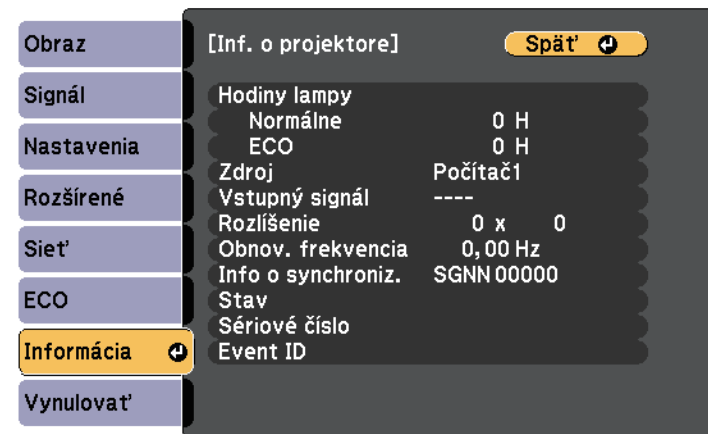 Obraz
Signál
Nastavenia
Rozšírené
Sieť
ECO
Informácia
Vynulovať
[Inf. o projektore]
Späť
Hodiny lampy
Normálne 0 H
ECO 0 H
Zdroj Počítač1
Vstupný signál ----
Rozlíšenie 0 x 0
Obnov. frekvencia 0,00 Hz
Info o synchroniz. SGNN 00000
Stav
Sériové číslo
Event ID